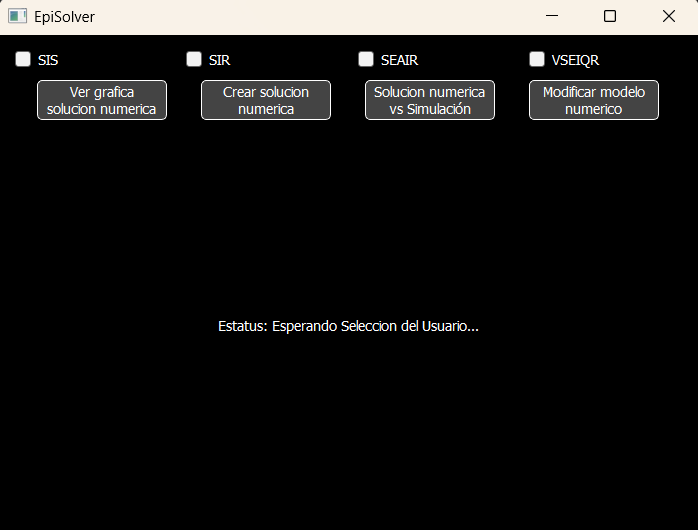 EpiSolver
SIS
SIR
SEAIR
VSEIQR
Ver grafica
solucion numerica
Crear solucion
numerica
Solucion numerica
vs Simulación
Modificar modelo
numerico
Estatus: Esperando Seleccion del Usuario...